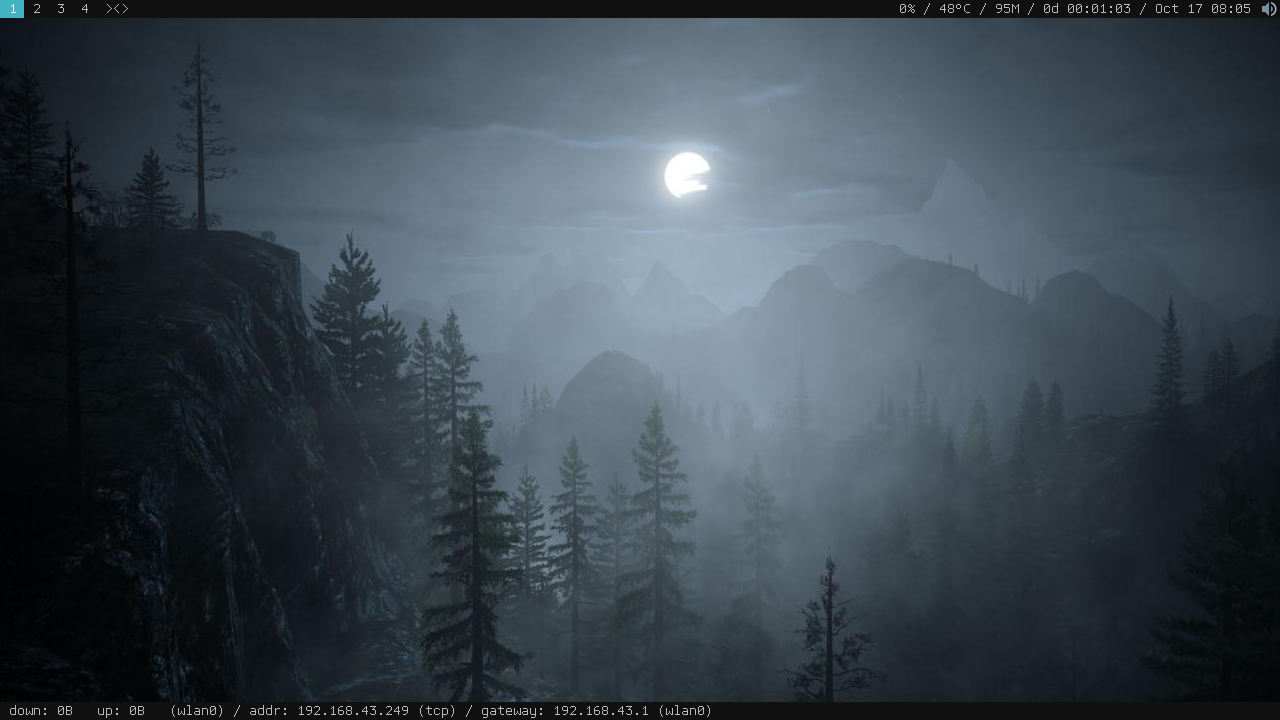 1 2 3 4 ><> 0% / 48°C / 95M / 0d 00:01:03 / Oct 17 08:05
down: 0B up: 0B (wlan0) / addr: 192.168.43.249 (tcp) / gateway: 192.168.43.1 (wlan0)